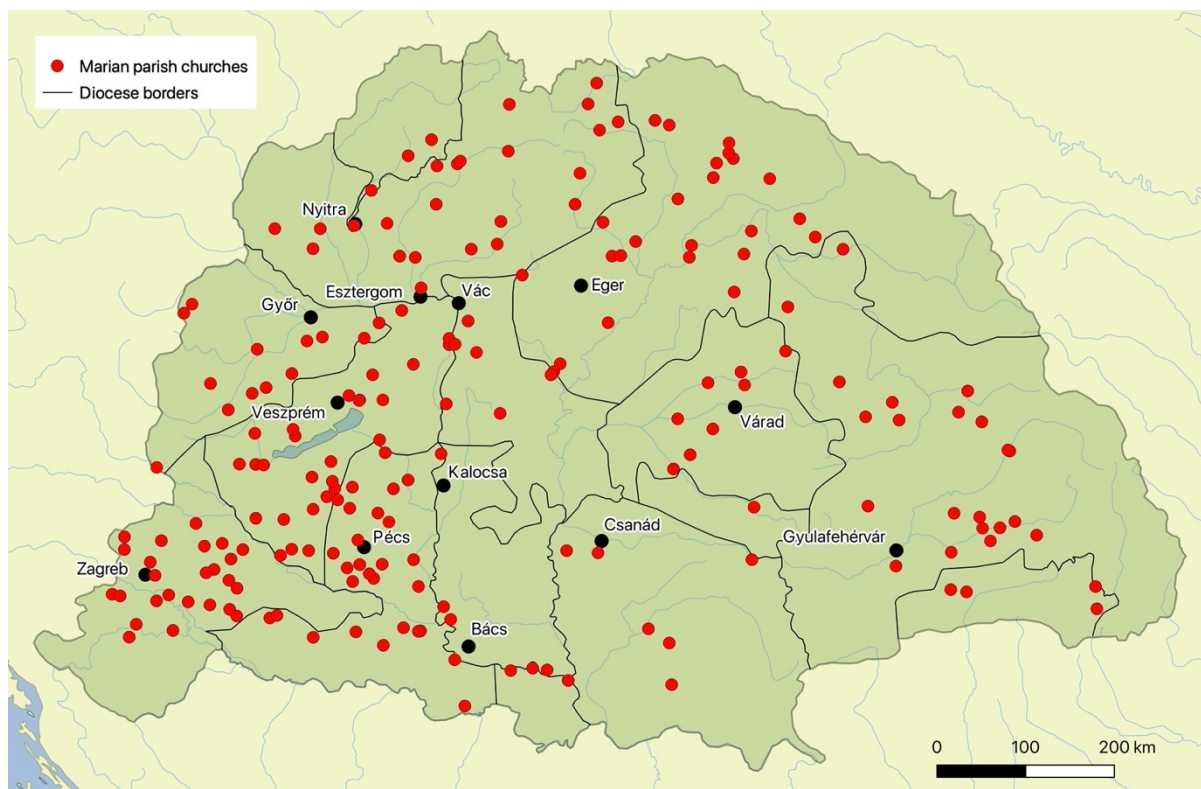 Marian parish churches
Diocese borders
Nyitra
Esztergom
Vác
Eger
Győr
Veszprém
Várad
Kalocsa
Csanád
Gyulafehérvár
Pécs
Zagreb
Bács
0 100 200 km